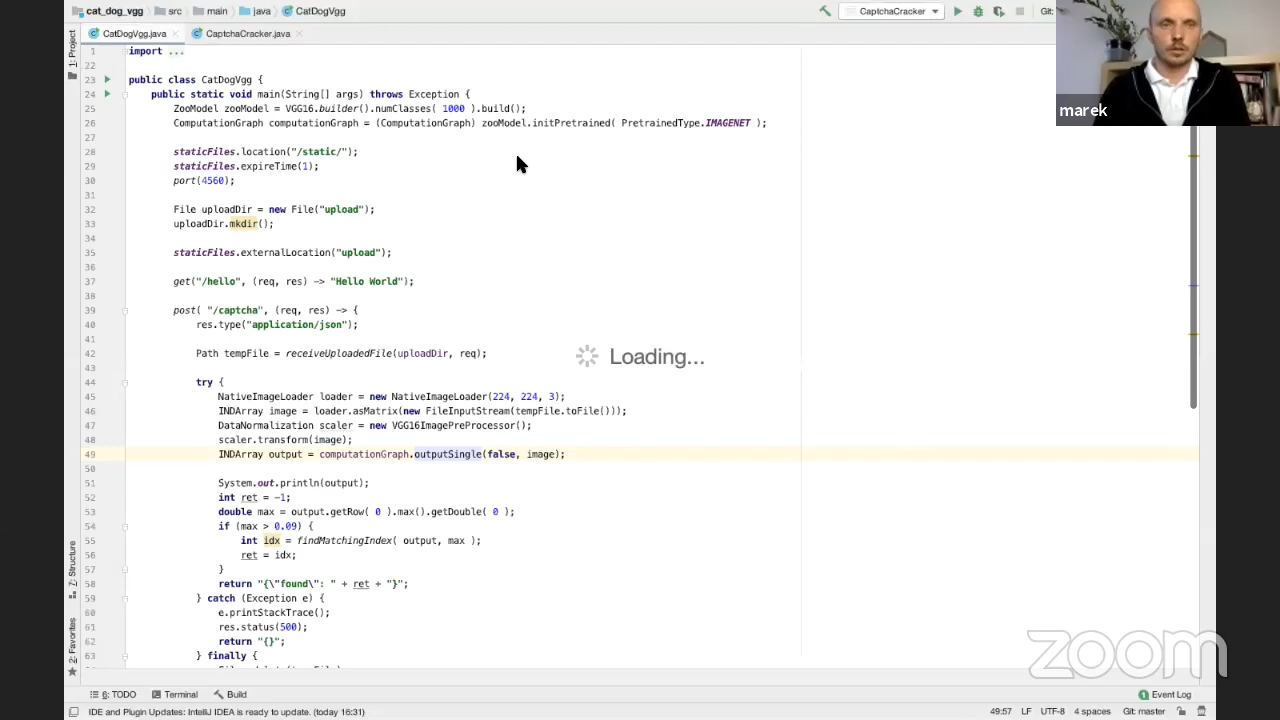 cat_dog_vgg src main java CatDogVgg CaptchaCracker Git:
CatDogVgg.java CaptchaCracker.java
marek
1: Project
1 import ...
22
23 public class CatDogVgg {
24 public static void main(String[] args) throws Exception {
25 ZooModel zooModel = VGG16.builder().numClasses( 1000 ).build();
26 ComputationGraph computationGraph = (ComputationGraph) zooModel.initPretrained( PretrainedType.IMAGENET );
27
28 staticFiles.location("/static/");
29 staticFiles.expireTime(1);
30 port(4560);
31
32 File uploadDir = new File("upload");
33 uploadDir.mkdir();
34
35 staticFiles.externalLocation("upload");
36
37 get("/hello", (req, res) -> "Hello World");
38
39 post( "/captcha", (req, res) -> {
40 res.type("application/json");
41
42 Path tempFile = receiveUploadedFile(uploadDir, req);
43
Loading...
44 try {
45 NativeImageLoader loader = new NativeImageLoader(224, 224, 3);
46 INDArray image = loader.asMatrix(new FileInputStream(tempFile.toFile()));
47 DataNormalization scaler = new VGG16ImagePreProcessor();
48 scaler.transform(image);
49 INDArray output = computationGraph.outputSingle(false, image);
50
51 System.out.println(output);
52 int ret = -1;
53 double max = output.getRow( 0 ).max().getDouble( 0 );
54 if (max > 0.09) {
55 int idx = findMatchingIndex( output, max );
56 ret = idx;
57 }
58 return "{\"found\": " + ret + "}";
59 } catch (Exception e) {
60 e.printStackTrace();
61 res.status(500);
62 return "{}";
63 } finally {
7: Structure
2: Favorites
zoom
6: TODO Terminal Build 1 Event Log
IDE and Plugin Updates: IntelliJ IDEA is ready to update. (today 16:31) 49:57 LF UTF-8 4 spaces Git: master